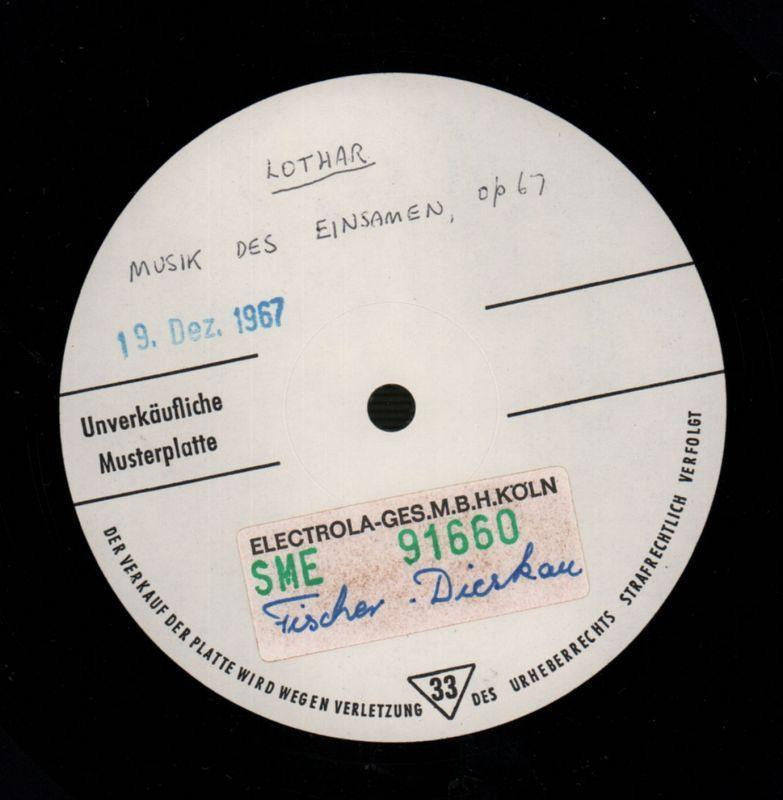 LOTHAR
MUSIK DES EINSAMEN, op 67
19. Dez. 1967
Unverkäufliche
Musterplatte
ELECTROLA-GES.M.B.H.KÖLN
SME 91660
Fischer-Dieskau
DER VERKAUF DER PLATTE WIRD WEGEN VERLETZUNG DES URHEBERRECHTS STRAFRECHTLICH VERFOLGT
33